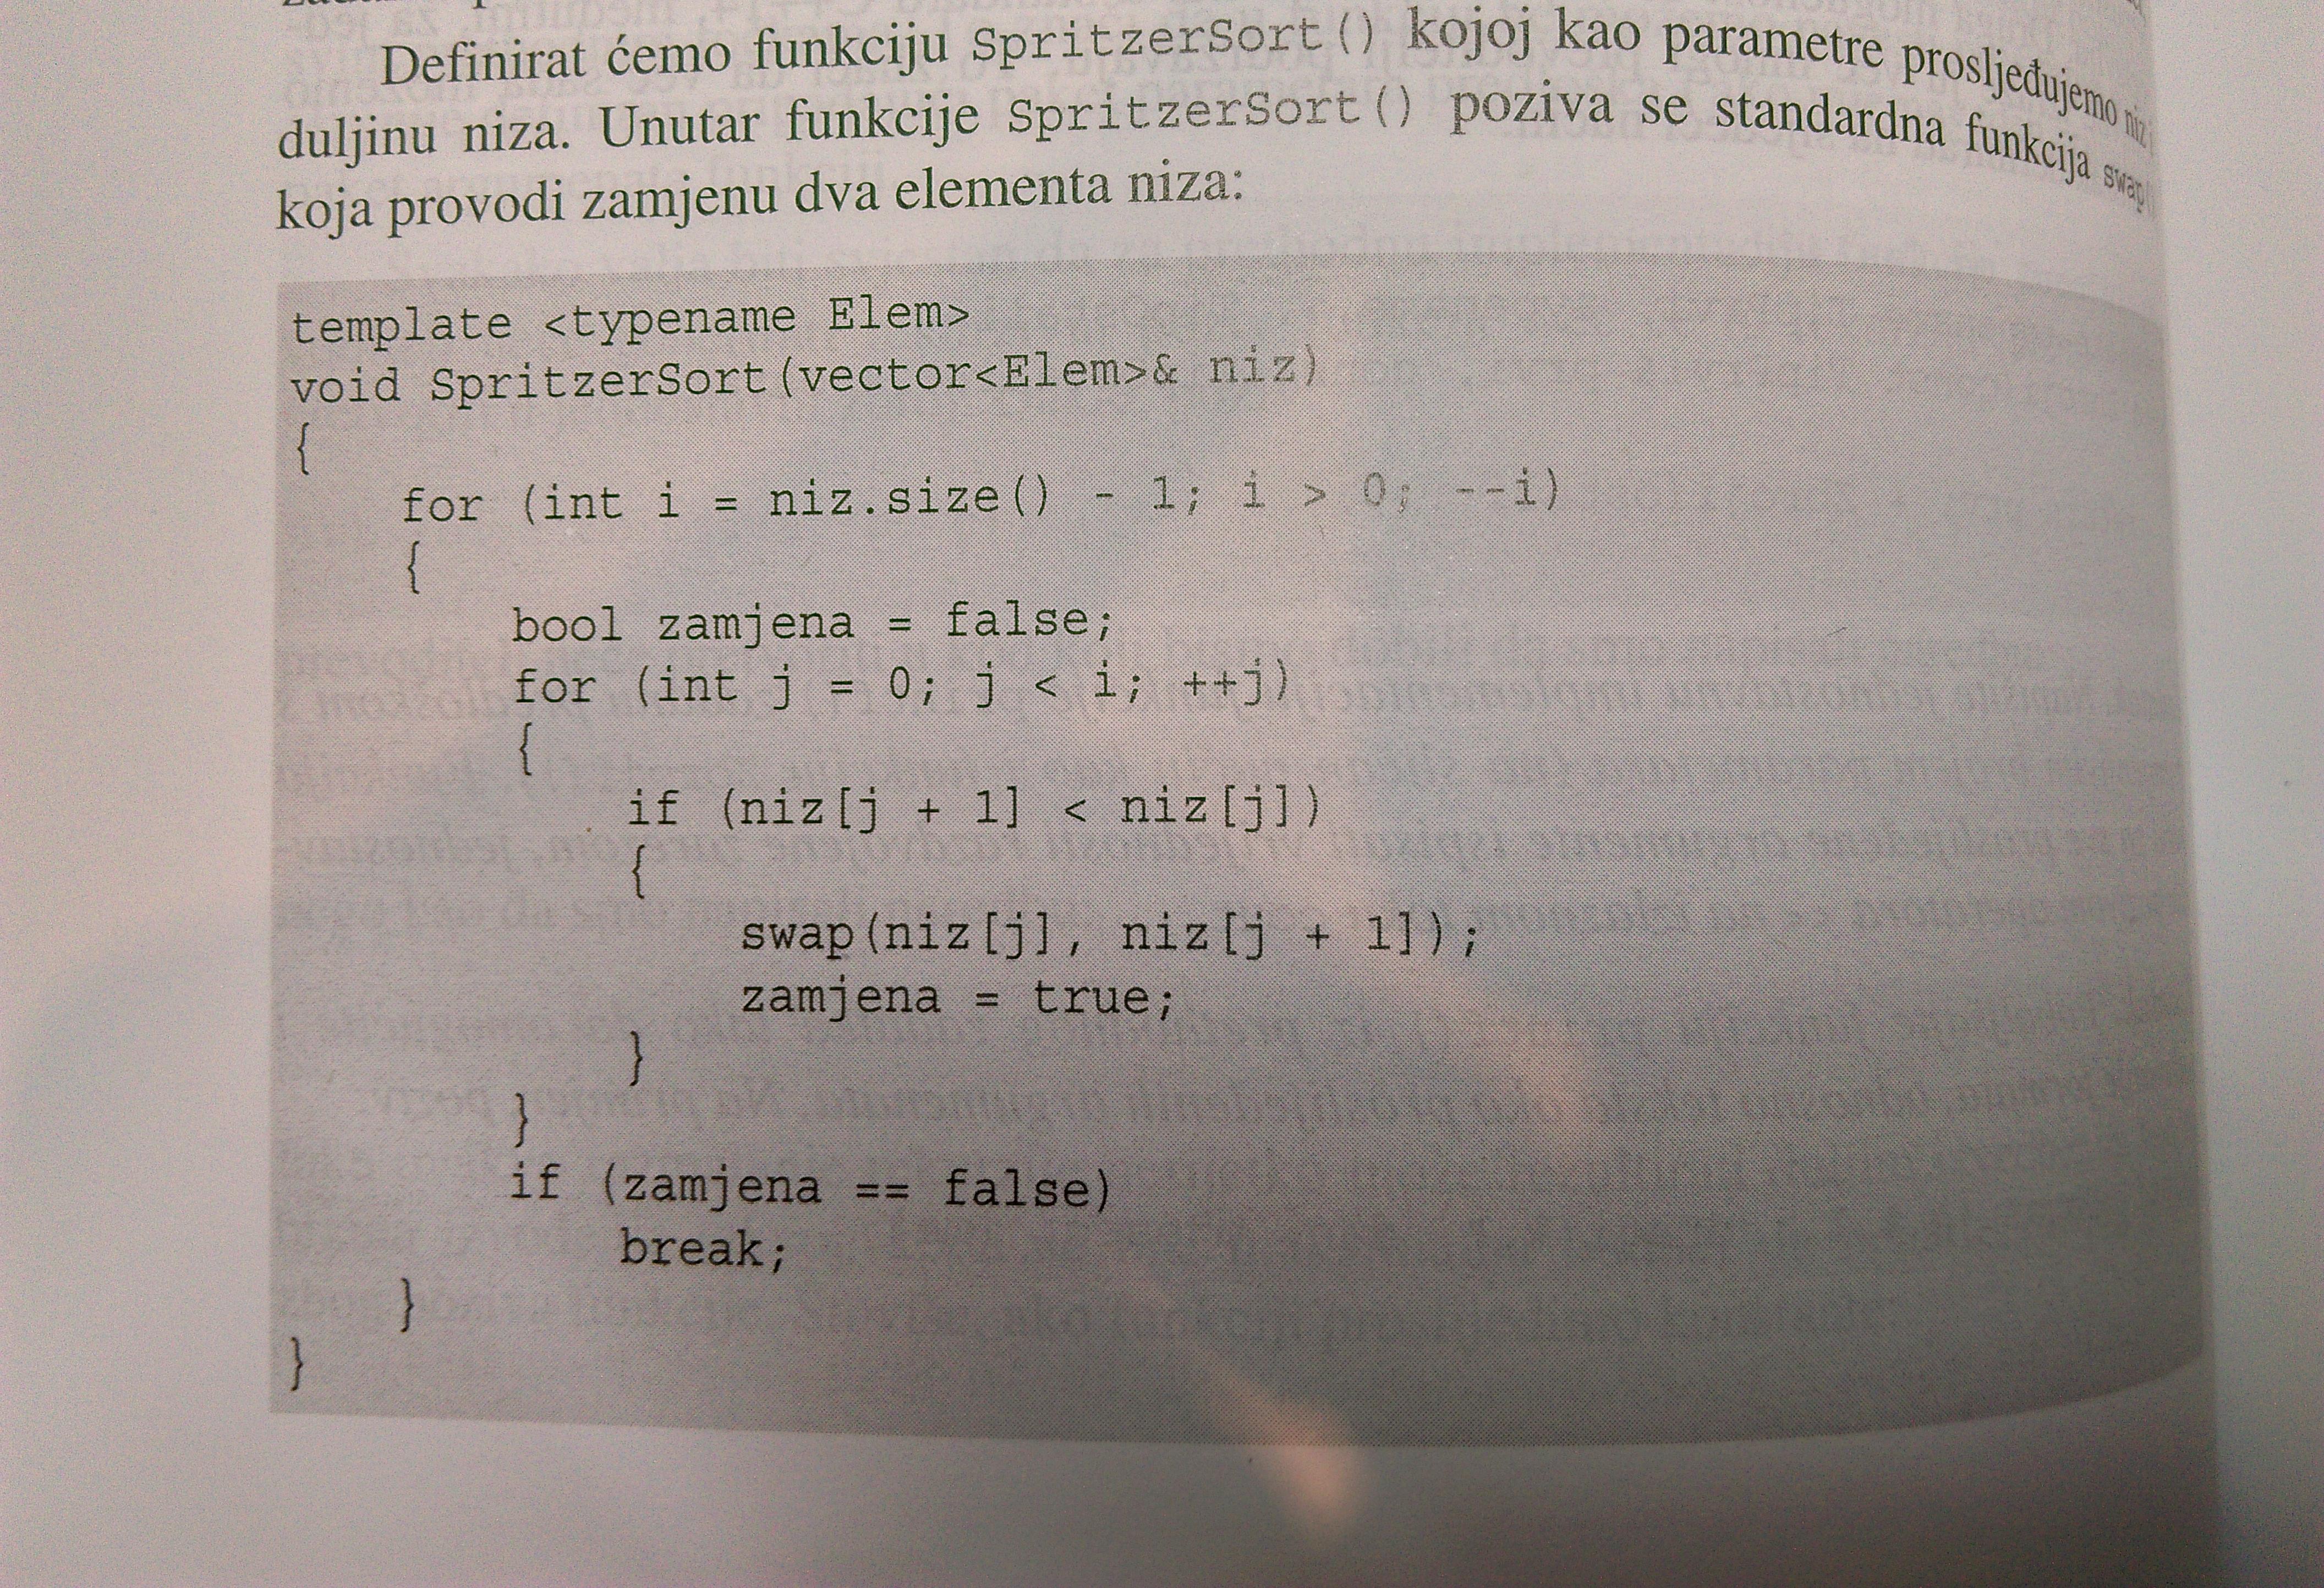 Definirat ćemo funkciju SpritzerSort() kojoj kao parametre prosljeđujemo niz i
duljinu niza. Unutar funkcije SpritzerSort() poziva se standardna funkcija swap()
koja provodi zamjenu dva elementa niza:
template <typename Elem>
void SpritzerSort(vector<Elem>& niz)
{
    for (int i = niz.size() - 1; i > 0; --i)
    {
        bool zamjena = false;
        for (int j = 0; j < i; ++j)
        {
            if (niz[j + 1] < niz[j])
            {
                swap(niz[j], niz[j + 1]);
                zamjena = true;
            }
        }
        if (zamjena == false)
            break;
    }
}